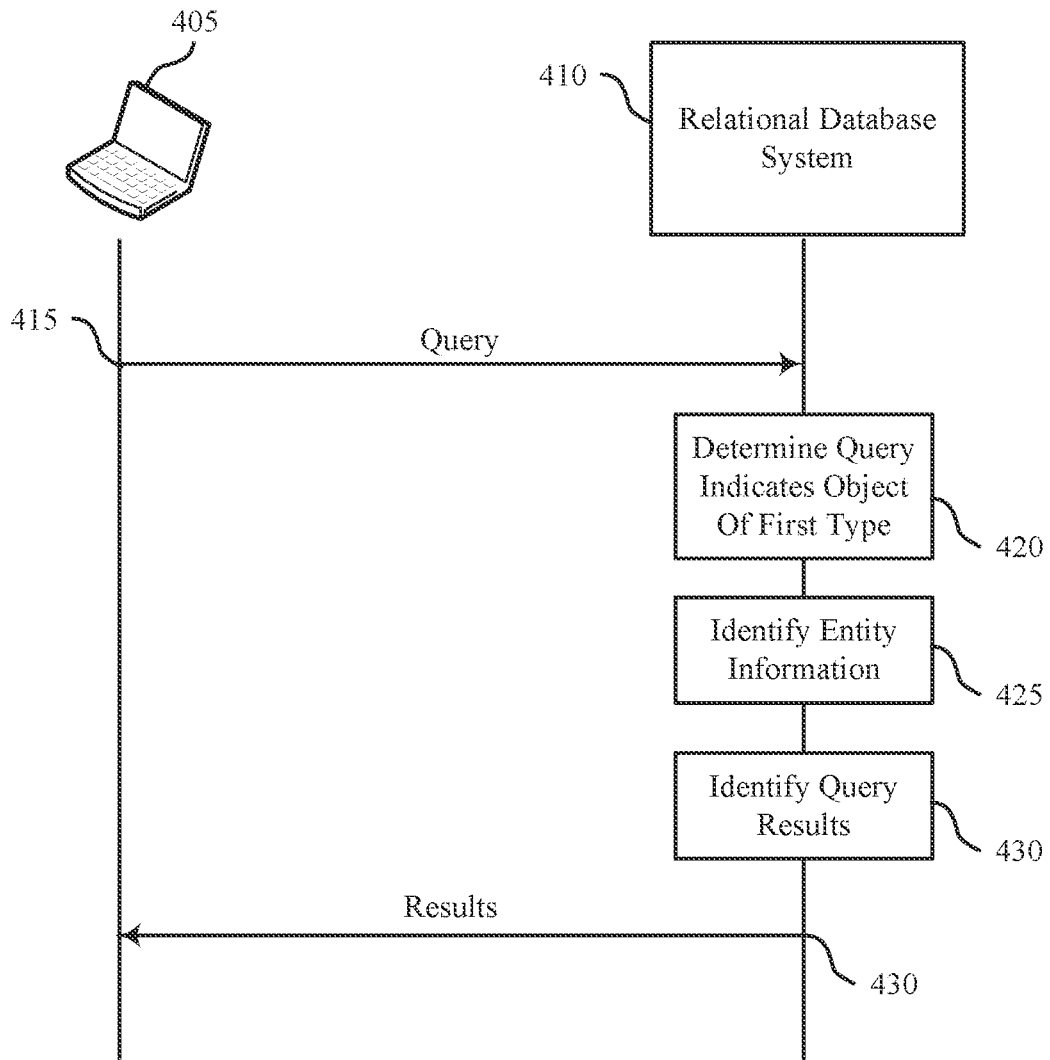 405
410
Relational Database
System
415
Query
Determine Query
Indicates Object
Of First Type
420
Identify Entity
Information
425
Identify Query
Results
430
Results
430